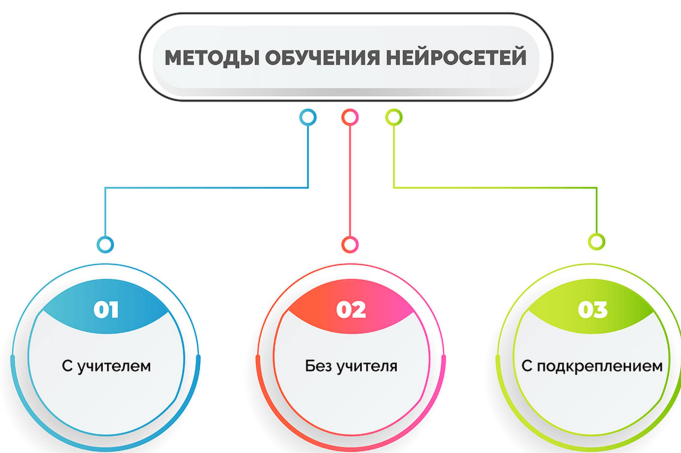 МЕТОДЫ ОБУЧЕНИЯ НЕЙРОСЕТЕЙ
01
С учителем
02
Без учителя
03
С подкреплением